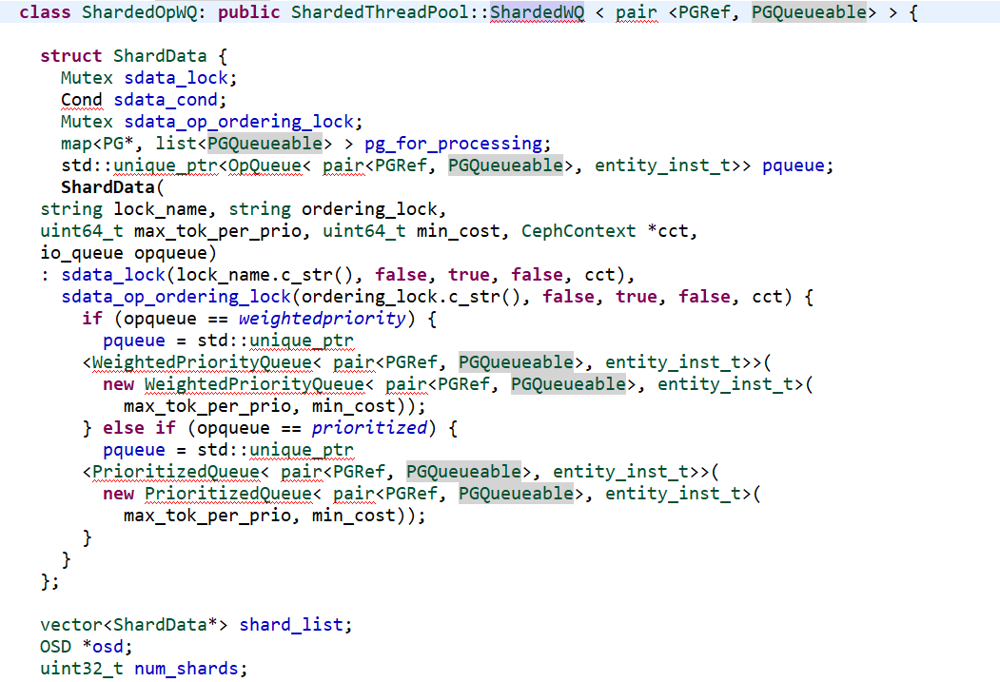 class ShardedOpWQ: public ShardedThreadPool::ShardedWQ < pair <PGRef, PGQueueable> > {
struct ShardData {
Mutex sdata_lock;
Cond sdata_cond;
Mutex sdata_op_ordering_lock;
map<PG*, list<PGQueueable> > pg_for_processing;
std::unique_ptr<OpQueue< pair<PGRef, PGQueueable>, entity_inst_t>> pqueue;
ShardData(
string lock_name, string ordering_lock,
uint64_t max_tok_per_prio, uint64_t min_cost, CephContext *cct,
io_queue opqueue)
: sdata_lock(lock_name.c_str(), false, true, false, cct),
sdata_op_ordering_lock(ordering_lock.c_str(), false, true, false, cct) {
if (opqueue == weightedpriority) {
pqueue = std::unique_ptr
<WeightedPriorityQueue< pair<PGRef, PGQueueable>, entity_inst_t>>(
new WeightedPriorityQueue< pair<PGRef, PGQueueable>, entity_inst_t>(
max_tok_per_prio, min_cost));
} else if (opqueue == prioritized) {
pqueue = std::unique_ptr
<PrioritizedQueue< pair<PGRef, PGQueueable>, entity_inst_t>>(
new PrioritizedQueue< pair<PGRef, PGQueueable>, entity_inst_t>(
max_tok_per_prio, min_cost));
}
}
};
vector<ShardData*> shard_list;
OSD *osd;
uint32_t num_shards;